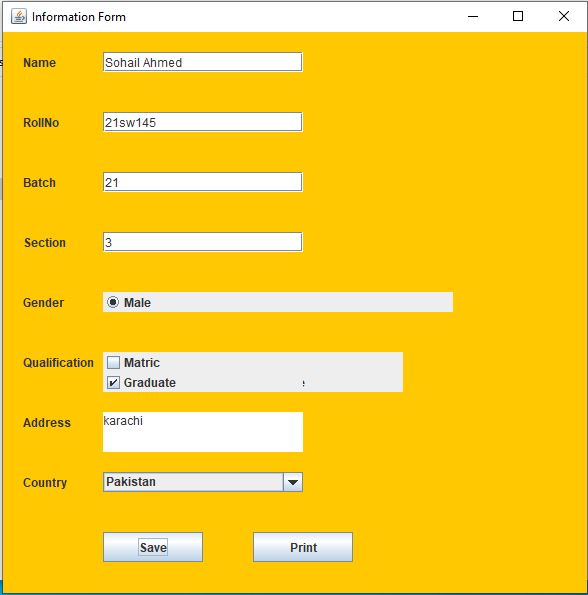 Information Form
Name Sohail Ahmed
RollNo 21sw145
Batch 21
Section 3
Gender Male
Qualification Matric
Graduate
Address karachi
Country Pakistan
Save Print